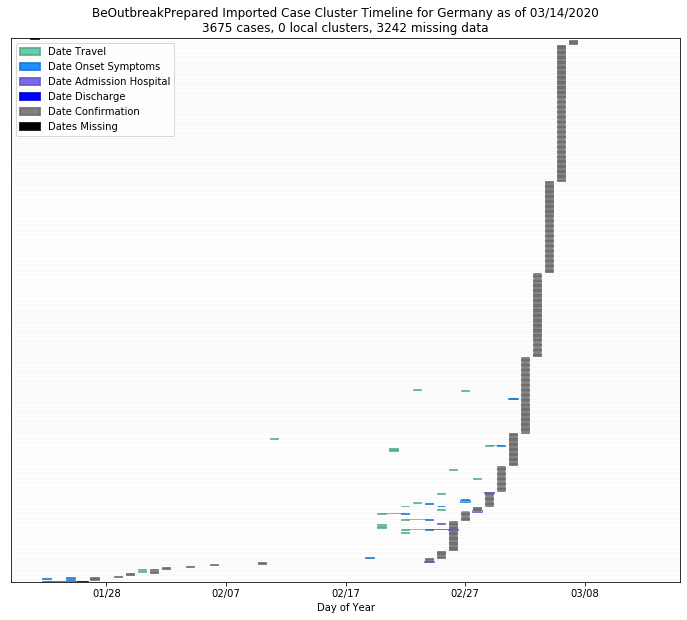 BeOutbreakPrepared Imported Case Cluster Timeline for Germany as of 03/14/2020
3675 cases, 0 local clusters, 3242 missing data
Date Travel
Date Onset Symptoms
Date Admission Hospital
Date Discharge
Date Confirmation
Dates Missing
01/28 02/07 02/17 02/27 03/08
Day of Year